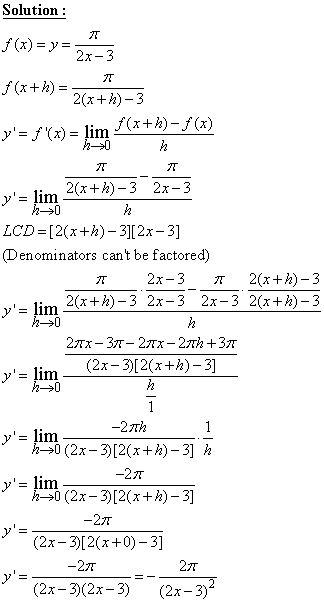 Solution :
f(x) = y = π/(2x−3)
f(x+h) = π/(2(x+h)−3)
y' = f'(x) = lim h→0 (f(x+h) − f(x))/h
y' = lim h→0 (π/(2(x+h)−3) − π/(2x−3))/h
LCD = [2(x+h)−3][2x−3]
(Denominators can't be factored)
y' = lim h→0 (π/(2(x+h)−3) · (2x−3)/(2x−3) − π/(2x−3) · (2(x+h)−3)/(2(x+h)−3))/h
y' = lim h→0 ((2πx−3π−2πx−2πh+3π)/((2x−3)[2(x+h)−3]))/(h/1)
y' = lim h→0 (−2πh)/((2x−3)[2(x+h)−3]) · 1/h
y' = lim h→0 (−2π)/((2x−3)[2(x+h)−3])
y' = (−2π)/((2x−3)[2(x+0)−3])
y' = (−2π)/((2x−3)(2x−3)) = − 2π/(2x−3)²